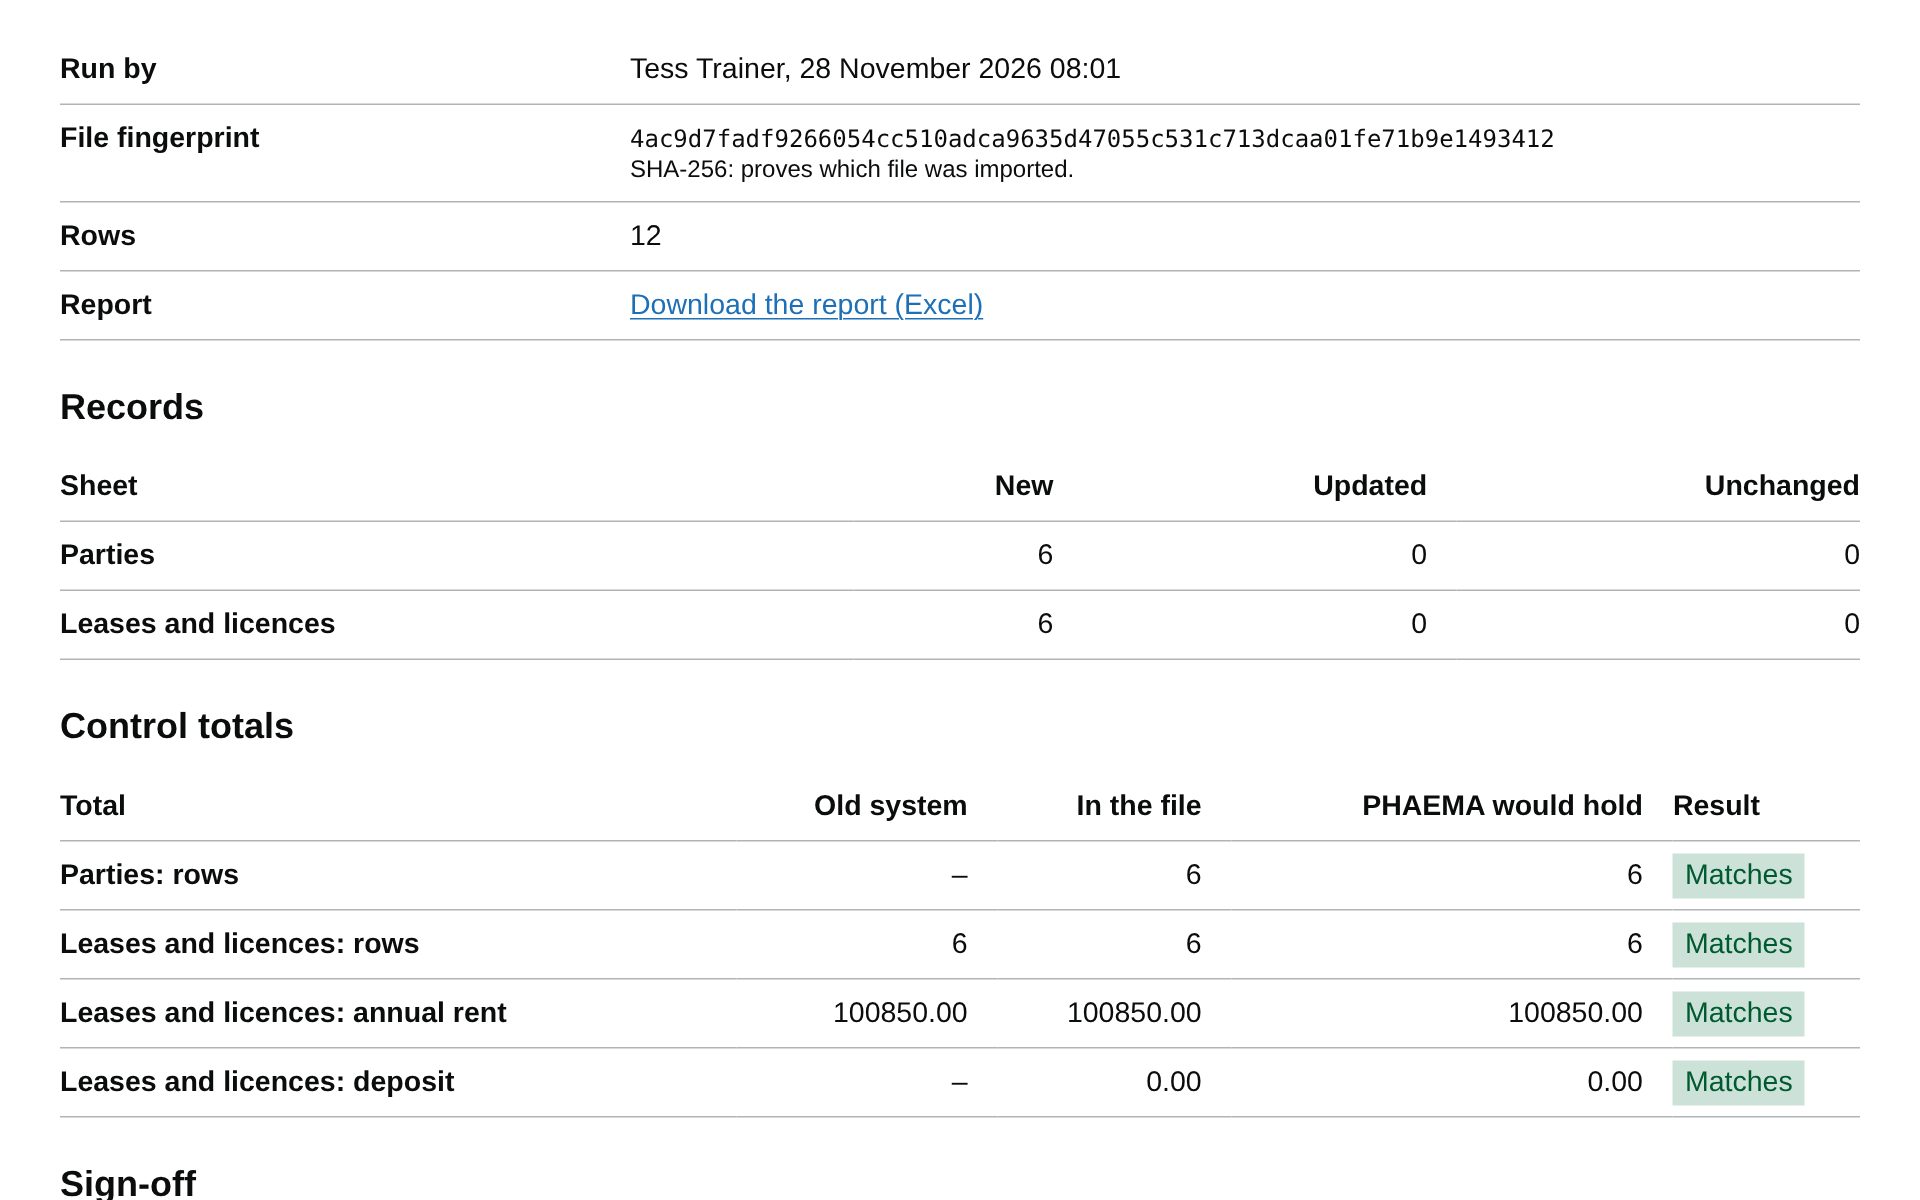 Run by Tess Trainer, 28 November 2026 08:01
File fingerprint 4ac9d7fadf9266054cc510adca9635d47055c531c713dcaa01fe71b9e1493412
SHA-256: proves which file was imported.
Rows 12
Report Download the report (Excel)
Records
Sheet New Updated Unchanged
Parties 6 0 0
Leases and licences 6 0 0
Control totals
Total Old system In the file PHAEMA would hold Result
Parties: rows – 6 6 Matches
Leases and licences: rows 6 6 6 Matches
Leases and licences: annual rent 100850.00 100850.00 100850.00 Matches
Leases and licences: deposit – 0.00 0.00 Matches
Sign-off